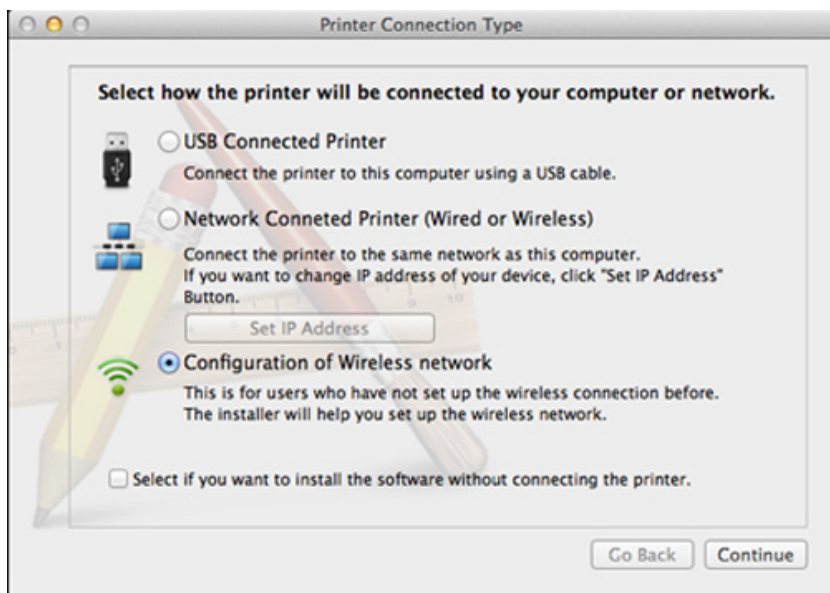 Printer Connection Type
Select how the printer will be connected to your computer or network.
USB Connected Printer
Connect the printer to this computer using a USB cable.
Network Conneted Printer (Wired or Wireless)
Connect the printer to the same network as this computer.
If you want to change IP address of your device, click "Set IP Address"
Button.
Set IP Address
Configuration of Wireless network
This is for users who have not set up the wireless connection before.
The installer will help you set up the wireless network.
Select if you want to install the software without connecting the printer.
Go Back Continue